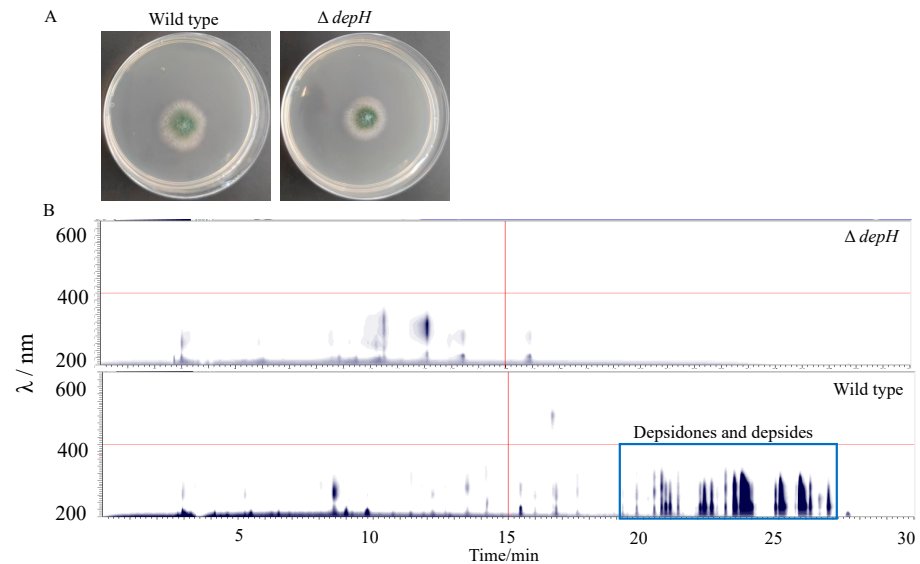 A
Wild type
Δ depH
B
600
400
200
Δ depH
λ / nm
600
400
200
Wild type
Depsidones and depsides
5
10
15
20
25
30
Time/min